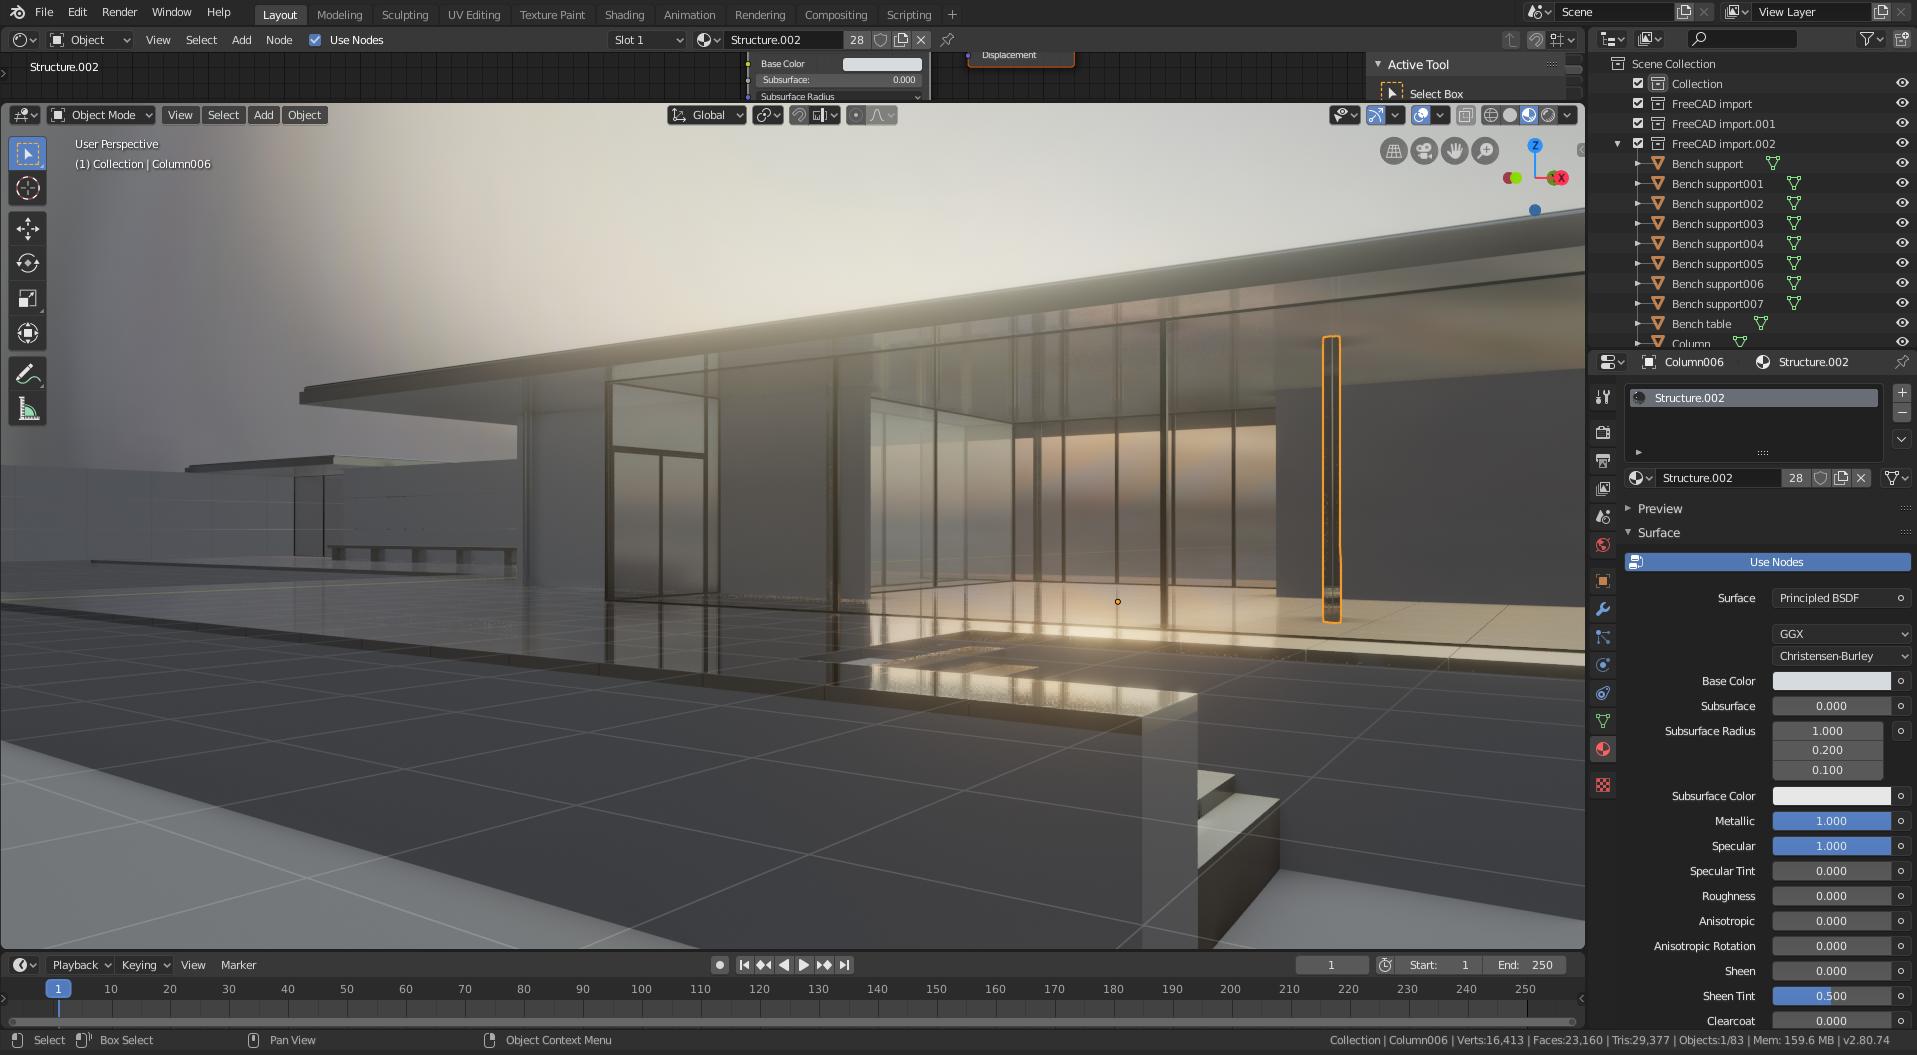 File Edit Render Window Help Layout Modeling Sculpting UV Editing Texture Paint Shading Animation Rendering Compositing Scripting + Scene View Layer
Object View Select Add Node Use Nodes Slot 1 Structure.002 28
Structure.002
Base Color
Subsurface: 0.000
Subsurface Radius
Displacement
Active Tool
Select Box
Object Mode View Select Add Object Global
User Perspective
(1) Collection | Column006
Z
X
Scene Collection
Collection
FreeCAD import
FreeCAD import.001
FreeCAD import.002
Bench support
Bench support001
Bench support002
Bench support003
Bench support004
Bench support005
Bench support006
Bench support007
Bench table
Column
Column006 Structure.002
Structure.002
Structure.002 28
Preview
Surface
Use Nodes
Surface Principled BSDF
GGX
Christensen-Burley
Base Color
Subsurface 0.000
Subsurface Radius 1.000
0.200
0.100
Subsurface Color
Metallic 1.000
Specular 1.000
Specular Tint 0.000
Roughness 0.000
Anisotropic 0.000
Anisotropic Rotation 0.000
Sheen 0.000
Sheen Tint 0.500
Clearcoat 0.000
Playback Keying View Marker 1 Start: 1 End: 250
1 10 20 30 40 50 60 70 80 90 100 110 120 130 140 150 160 170 180 190 200 210 220 230 240 250
Select Box Select Pan View Object Context Menu Collection | Column006 | Verts:16,413 | Faces:23,160 | Tris:29,377 | Objects:1/83 | Mem: 159.6 MB | v2.80.74